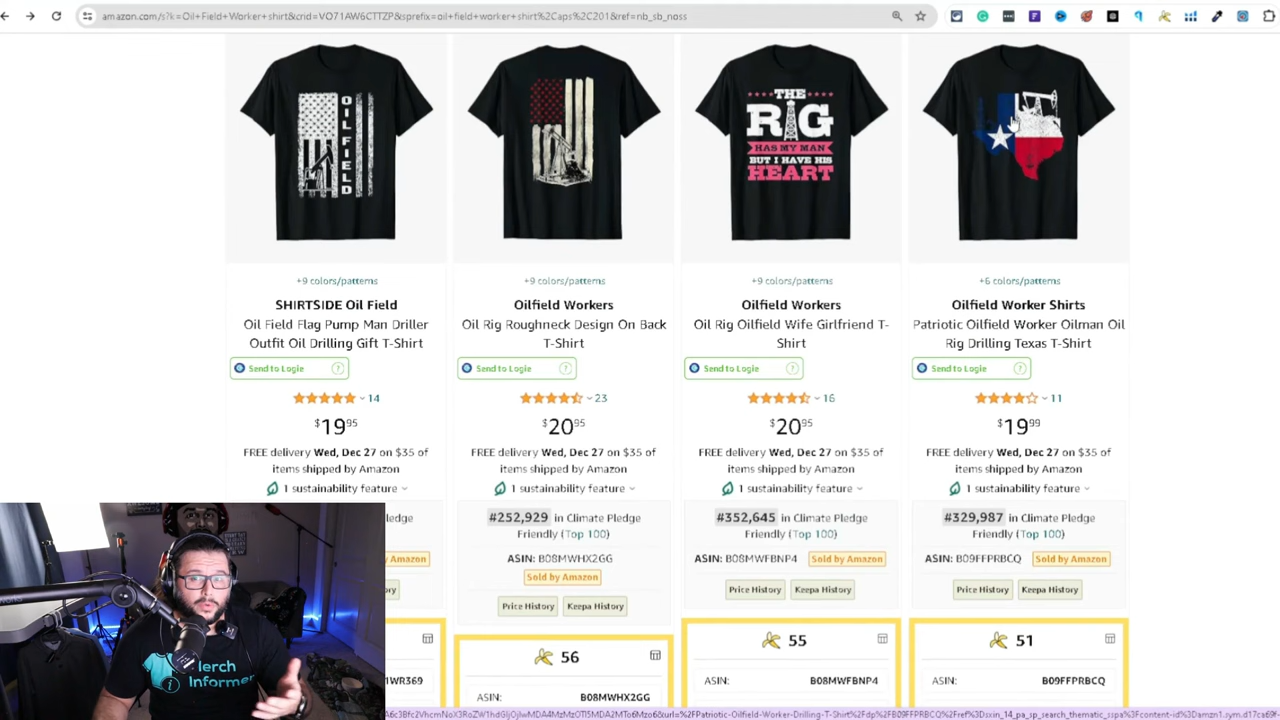 amazon.com/s?k=Oil+Field+Worker+shirt&crid=VO71AW6CTTZP&sprefix=oil+field+worker+shirt%2Caps%2C201&ref=nb_sb_noss
OIL FIELD
THE
RIG
HAS MY MAN
BUT I HAVE HIS
HEART
+9 colors/patterns
+9 colors/patterns
+9 colors/patterns
+6 colors/patterns
SHIRTSIDE Oil Field
Oilfield Workers
Oilfield Workers
Oilfield Worker Shirts
Oil Field Flag Pump Man Driller
Outfit Oil Drilling Gift T-Shirt
Oil Rig Roughneck Design On Back
T-Shirt
Oil Rig Oilfield Wife Girlfriend T-
Shirt
Patriotic Oilfield Worker Oilman Oil
Rig Drilling Texas T-Shirt
Send to Logie ?
Send to Logie ?
Send to Logie ?
Send to Logie ?
14
23
16
11
$19.95
$20.95
$20.95
$19.99
FREE delivery Wed, Dec 27 on $35 of
items shipped by Amazon
FREE delivery Wed, Dec 27 on $35 of
items shipped by Amazon
FREE delivery Wed, Dec 27 on $35 of
items shipped by Amazon
FREE delivery Wed, Dec 27 on $35 of
items shipped by Amazon
1 sustainability feature
1 sustainability feature
1 sustainability feature
1 sustainability feature
ledge
#252,929 in Climate Pledge
Friendly (Top 100)
#352,645 in Climate Pledge
Friendly (Top 100)
#329,987 in Climate Pledge
Friendly (Top 100)
Amazon
ASIN: B08MWHX2GG
Sold by Amazon
ASIN: B08MWFBNP4 Sold by Amazon
ASIN: B09FFPRBCQ Sold by Amazon
ory
Price History Keepa History
Price History Keepa History
Price History Keepa History
56
55
51
1WR369
ASIN: B08MWHX2GG
ASIN: B08MWFBNP4
ASIN: B09FFPRBCQ
Merch
Informer